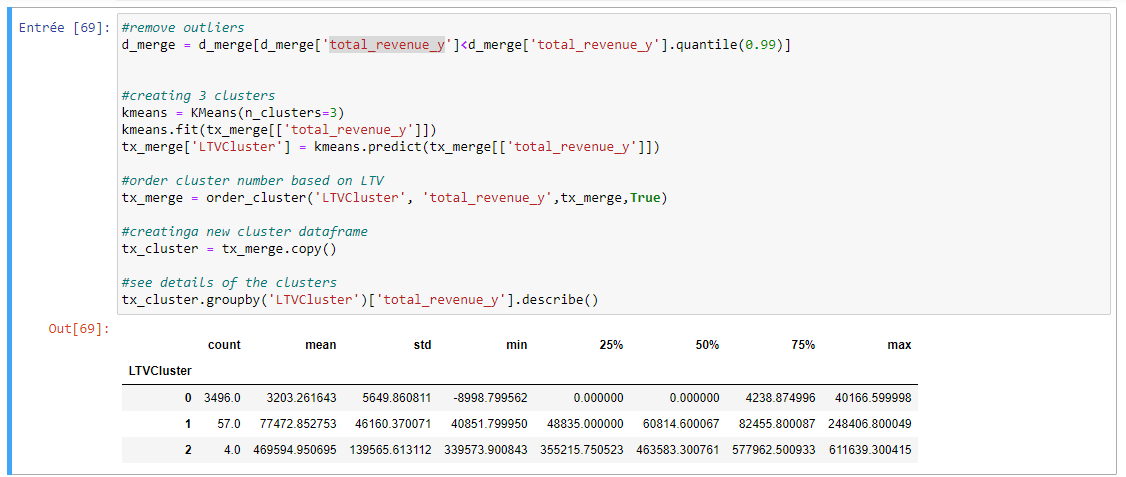 Entrée [69]: #remove outliers
d_merge = d_merge[d_merge['total_revenue_y']<d_merge['total_revenue_y'].quantile(0.99)]
#creating 3 clusters
kmeans = KMeans(n_clusters=3)
kmeans.fit(tx_merge[['total_revenue_y']])
tx_merge['LTVCluster'] = kmeans.predict(tx_merge[['total_revenue_y']])
#order cluster number based on LTV
tx_merge = order_cluster('LTVCluster', 'total_revenue_y',tx_merge,True)
#creatinga new cluster dataframe
tx_cluster = tx_merge.copy()
#see details of the clusters
tx_cluster.groupby('LTVCluster')['total_revenue_y'].describe()
Out[69]:
count mean std min 25% 50% 75% max
LTVCluster
0 3496.0 3203.261643 5649.860811 -8998.799562 0.000000 0.000000 4238.874996 40166.599998
1 57.0 77472.852753 46160.370071 40851.799950 48835.000000 60814.600067 82455.800087 248406.800049
2 4.0 469594.950695 139565.613112 339573.900843 355215.750523 463583.300761 577962.500933 611639.300415